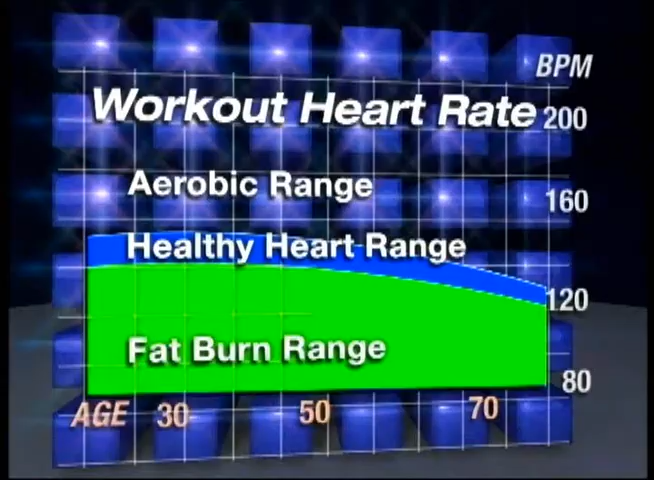 BPM
Workout Heart Rate
200
Aerobic Range
160
Healthy Heart Range
120
Fat Burn Range
80
AGE 30 50 70